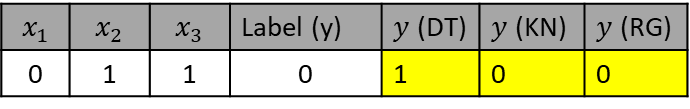 x₁ x₂ x₃ Label (y) y (DT) y (KN) y (RG)
0 1 1 0 1 0 0